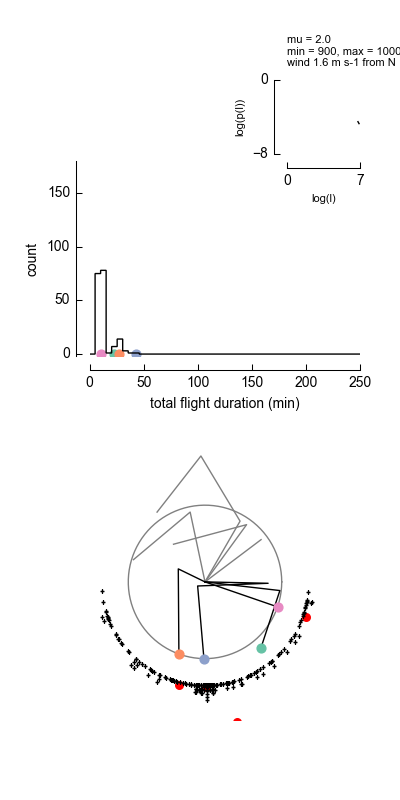 mu = 2.0
min = 900, max = 1000
wind 1.6 m s-1 from N
0
log(p(l))
−8
0 7
log(l)
150
count
100
50
0
0 50 100 150 200 250
total flight duration (min)